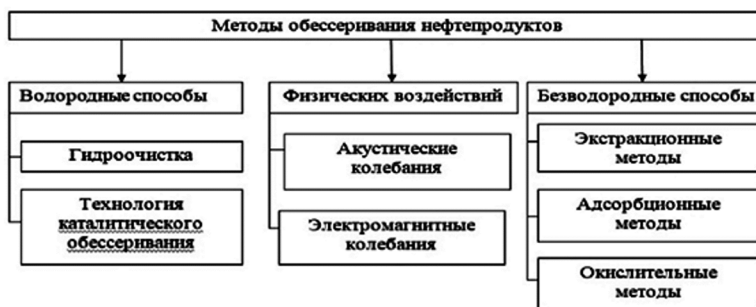 Методы обессеривания нефтепродуктов
Водородные способы
Гидроочистка
Технология
каталитического
обессеривания
Физических воздействий
Акустические
колебания
Электромагнитные
колебания
Безводородные способы
Экстракционные
методы
Адсорбционные
методы
Окислительные
методы